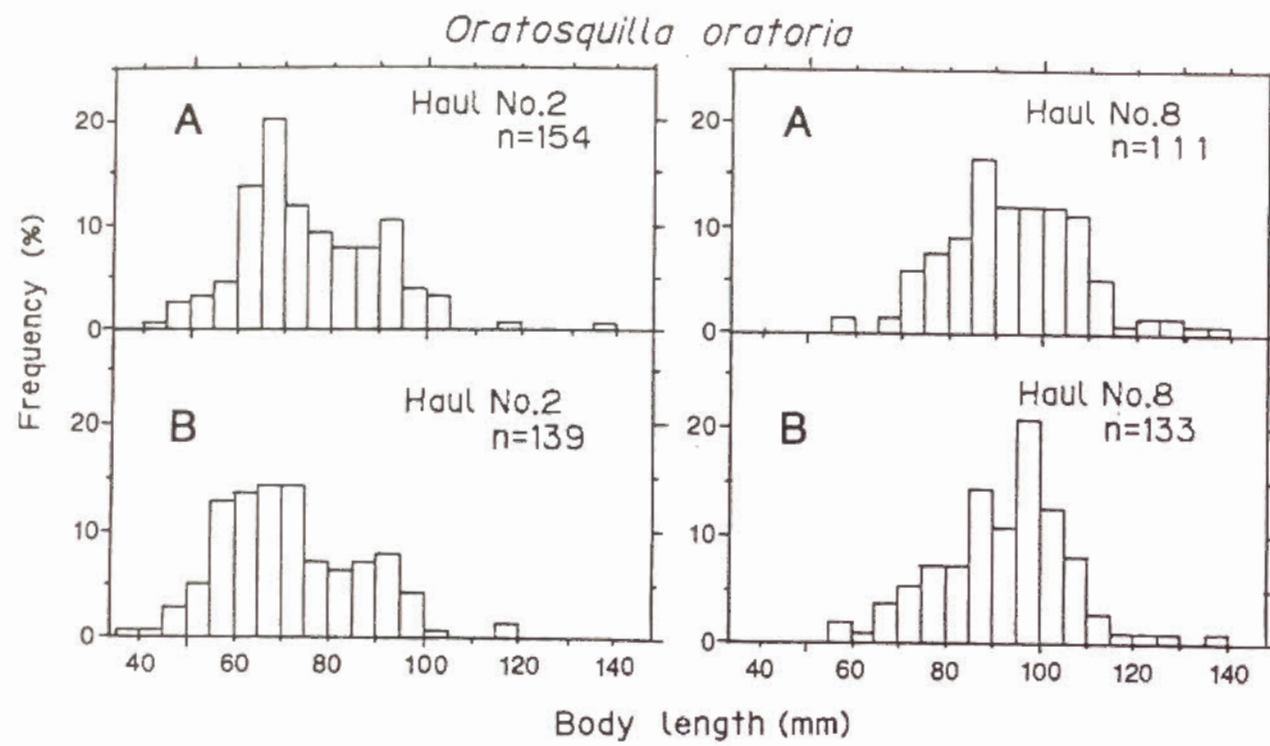 Oratosquilla oratoria
A
Haul No.2
n=154
20
10
0
B
Haul No.2
n=139
20
10
0
40 60 80 100 120 140
A
Haul No.8
n=111
20
10
0
B
Haul No.8
n=133
20
10
0
40 60 80 100 120 140
Frequency (%)
Body length (mm)